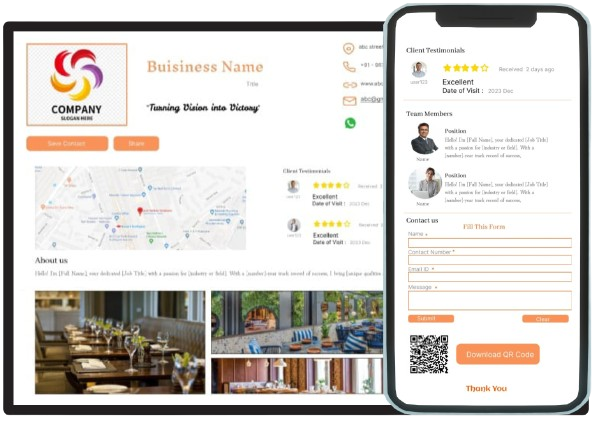 COMPANY
SLOGAN HERE
Buisiness Name
Title
"Turning Vision into Victory"
abc street
+91 - 98
www.abc
abc@gm
Save Contact
Share
Client Testimonials
Received
Excellent
Date of Visit : 2023 Dec
Received 2
Excellent
Date of Visit : 2023 Dec
About us
Hello! I'm [Full Name], your dedicated [Job Title], with a passion for [industry or field]. With a [number]-year track record of success, I bring [unique qualities
Client Testimonials
Received 2 days ago
user123
Excellent
Date of Visit : 2023 Dec
Team Members
Position
Hello! I'm [Full Name], your dedicated [Job Title]
with a passion for [industry or field]. With a
[number]-year track record of success,
Name
Position
Hello! I'm [Full Name], your dedicated [Job Title]
with a passion for [industry or field]. With a
[number]-year track record of success,
Name
Contact us
Fill This Form
Name *
Contact Number *
Email ID *
Message *
Submit
Clear
Download QR Code
Thank You